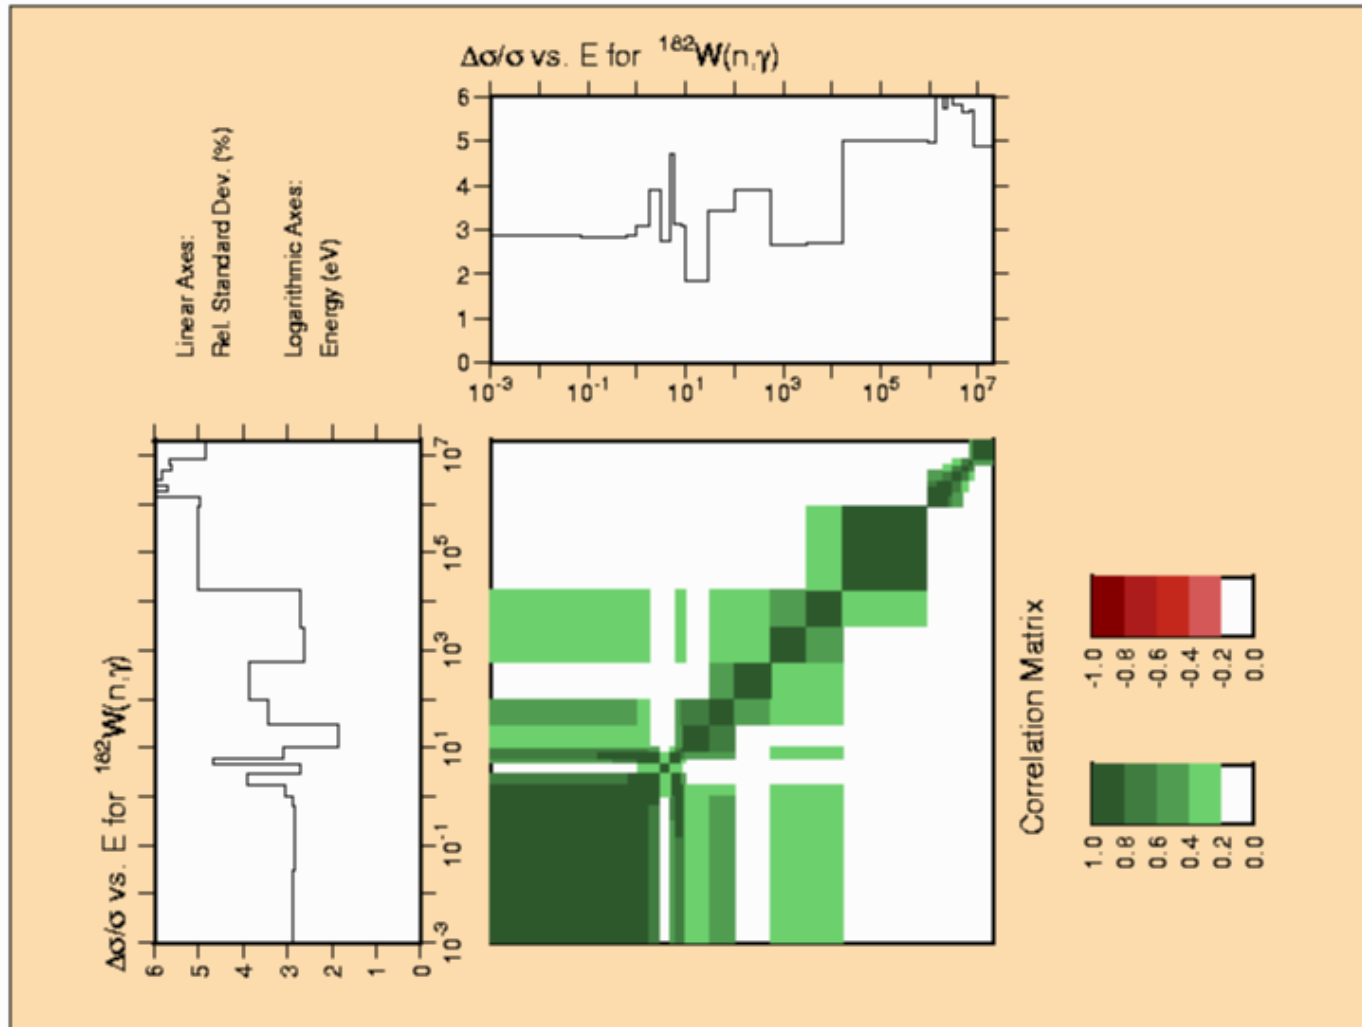 Δσ/σ vs. E for ¹⁸²W(n,γ)
6
5
4
3
2
1
0
10⁻³ 10⁻¹ 10¹ 10³ 10⁵ 10⁷
Linear Axes:
Rel. Standard Dev. (%)
Logarithmic Axes:
Energy (eV)
Δσ/σ vs. E for ¹⁸²W(n,γ)
6 5 4 3 2 1 0
10⁻³ 10⁻¹ 10¹ 10³ 10⁵ 10⁷
Correlation Matrix
-1.0 -0.8 -0.6 -0.4 -0.2 0.0
1.0 0.8 0.6 0.4 0.2 0.0